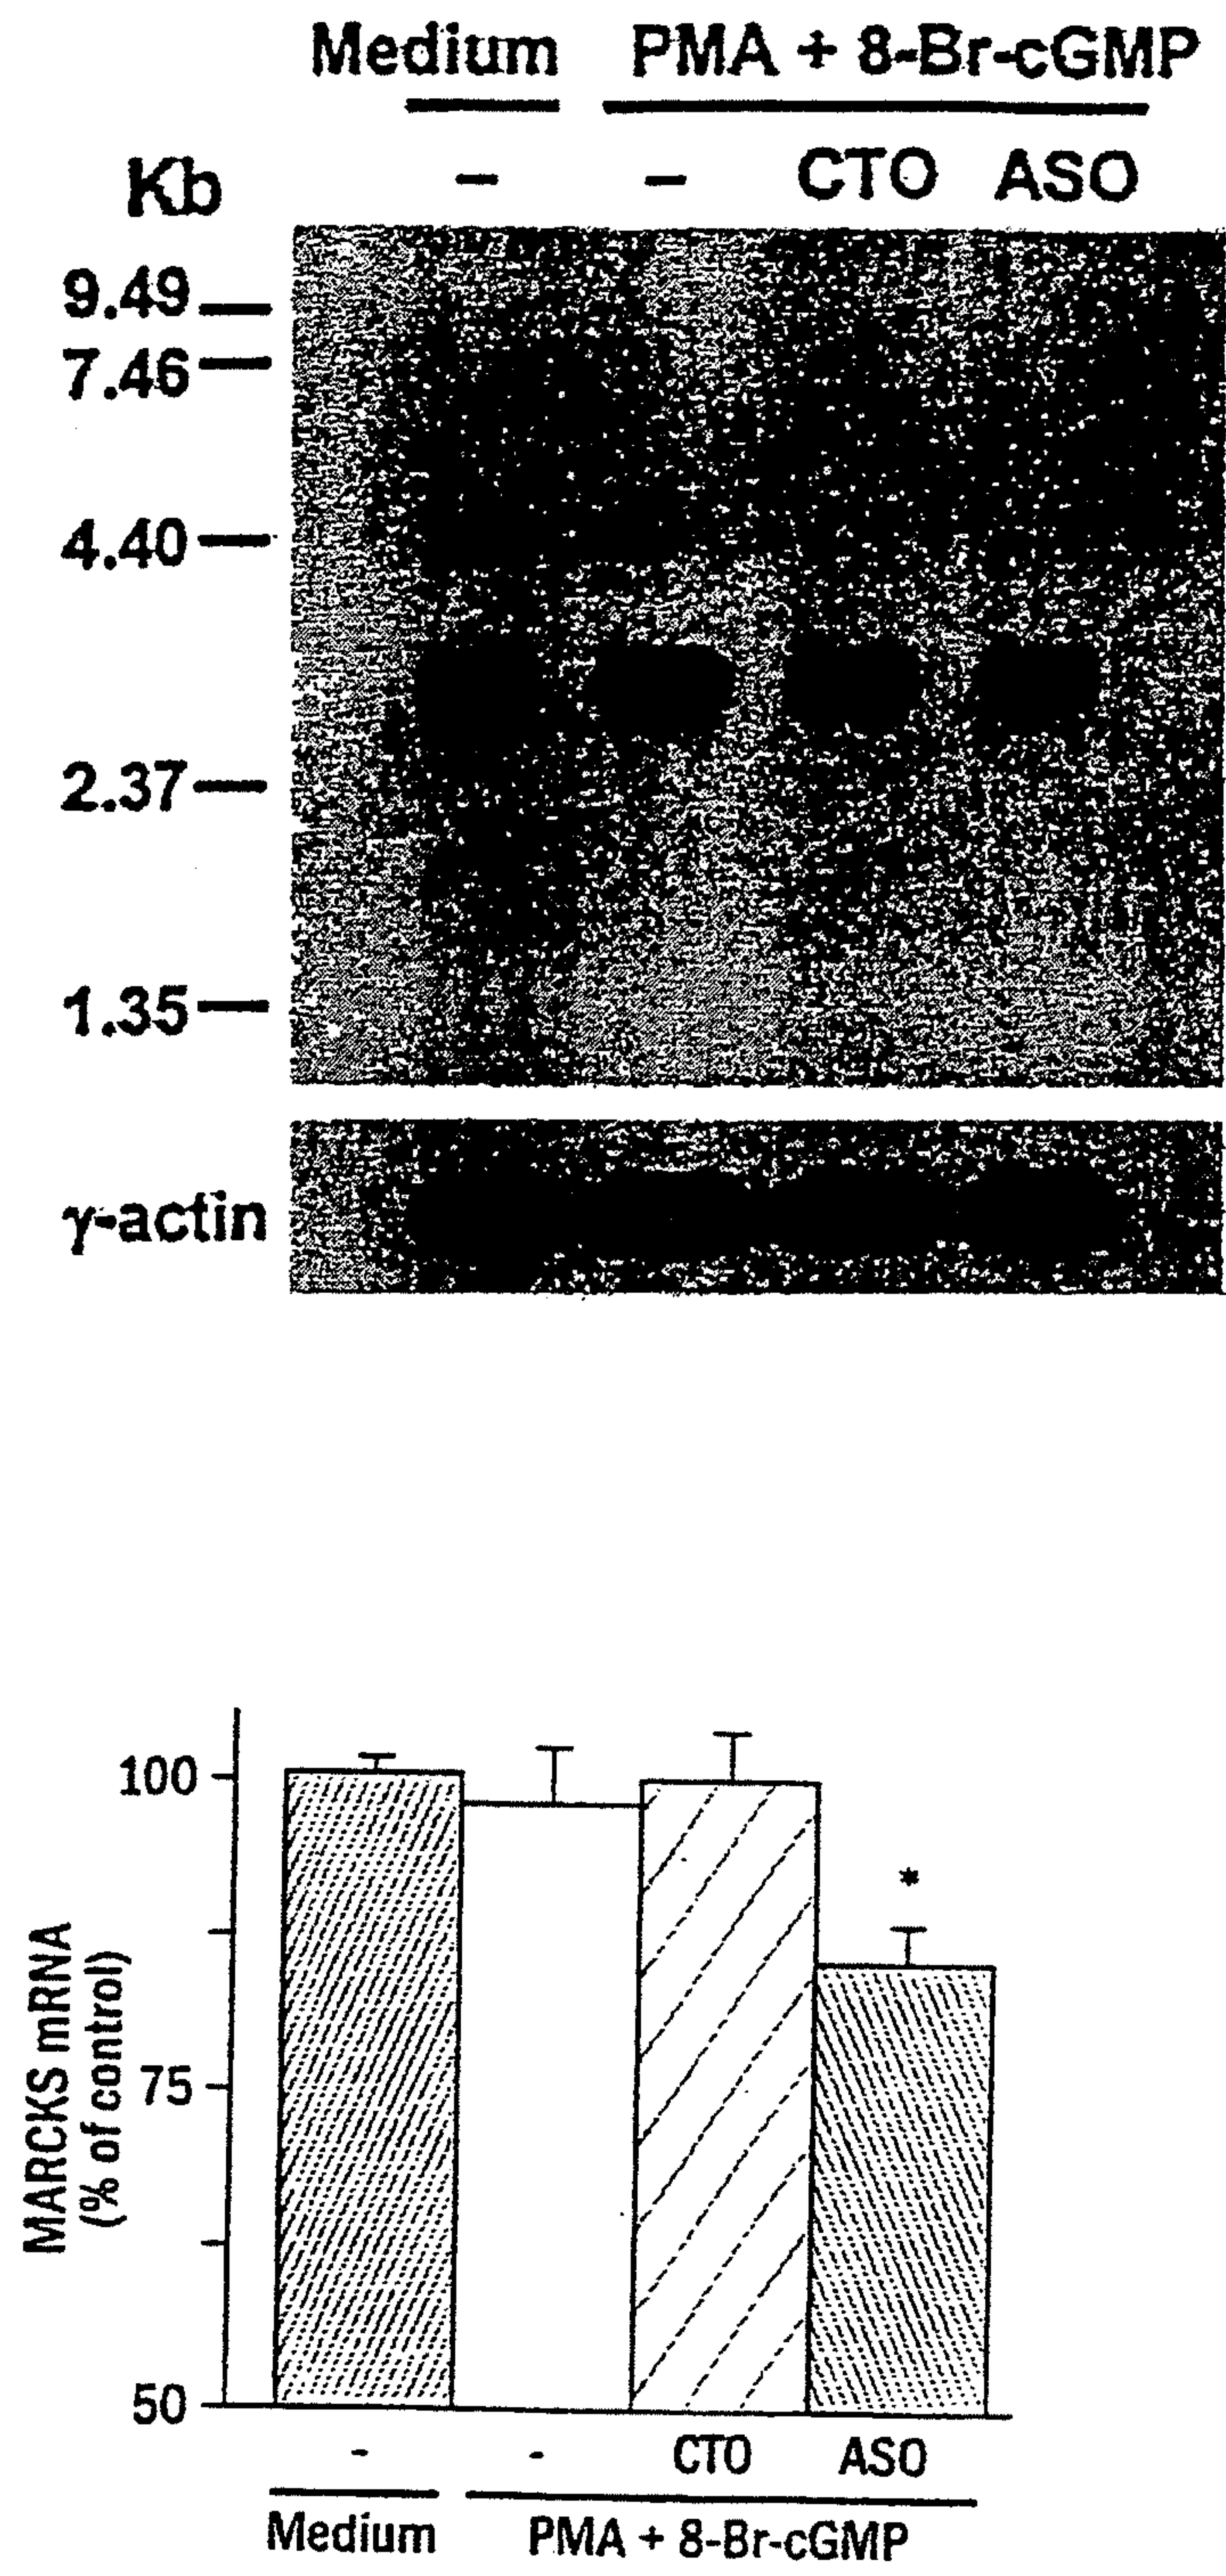 Medium PMA + 8-Br-cGMP
Kb - - CTO ASO
9.49
7.46
4.40
2.37
1.35
γ-actin
100
75
50
MARCKS mRNA
(% of control)
*
- - CTO ASO
Medium PMA + 8-Br-cGMP